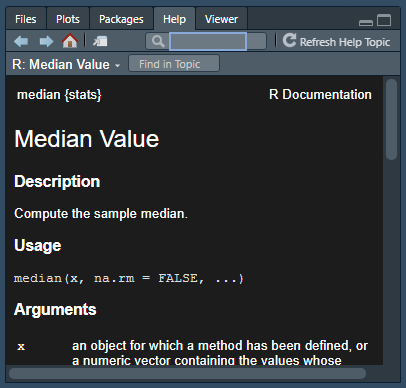 Files Plots Packages Help Viewer
Refresh Help Topic
R: Median Value Find in Topic
median {stats} R Documentation
Median Value
Description
Compute the sample median.
Usage
median(x, na.rm = FALSE, ...)
Arguments
x an object for which a method has been defined, or
a numeric vector containing the values whose